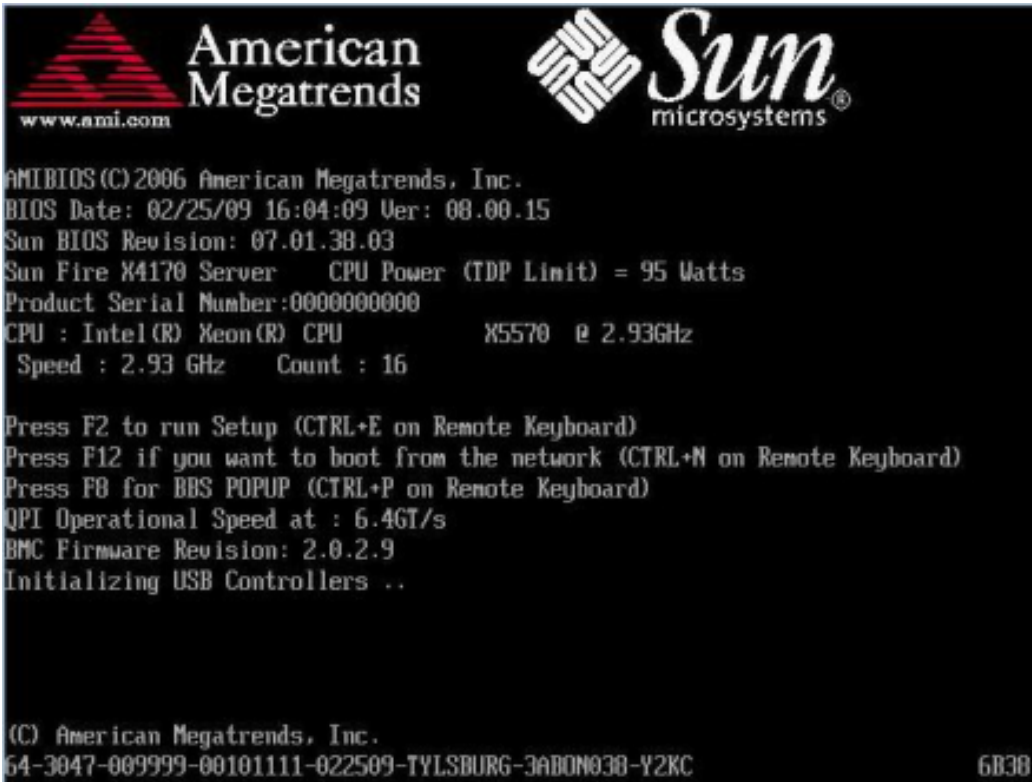 American
Megatrends
www.ami.com
Sun
microsystems®
AMIBIOS(C)2006 American Megatrends, Inc.
BIOS Date: 02/25/09 16:04:09 Ver: 08.00.15
Sun BIOS Revision: 07.01.38.03
Sun Fire X4170 Server    CPU Power (TDP Limit) = 95 Watts
Product Serial Number:0000000000
CPU : Intel(R) Xeon(R) CPU           X5570  @ 2.93GHz
 Speed : 2.93 GHz    Count : 16
Press F2 to run Setup (CTRL+E on Remote Keyboard)
Press F12 if you want to boot from the network (CTRL+N on Remote Keyboard)
Press F8 for BBS POPUP (CTRL+P on Remote Keyboard)
QPI Operational Speed at : 6.4GT/s
BMC Firmware Revision: 2.0.2.9
Initializing USB Controllers ..
(C) American Megatrends, Inc.
64-3047-009999-00101111-022509-TYLSBURG-3ABON038-Y2KC    6B38